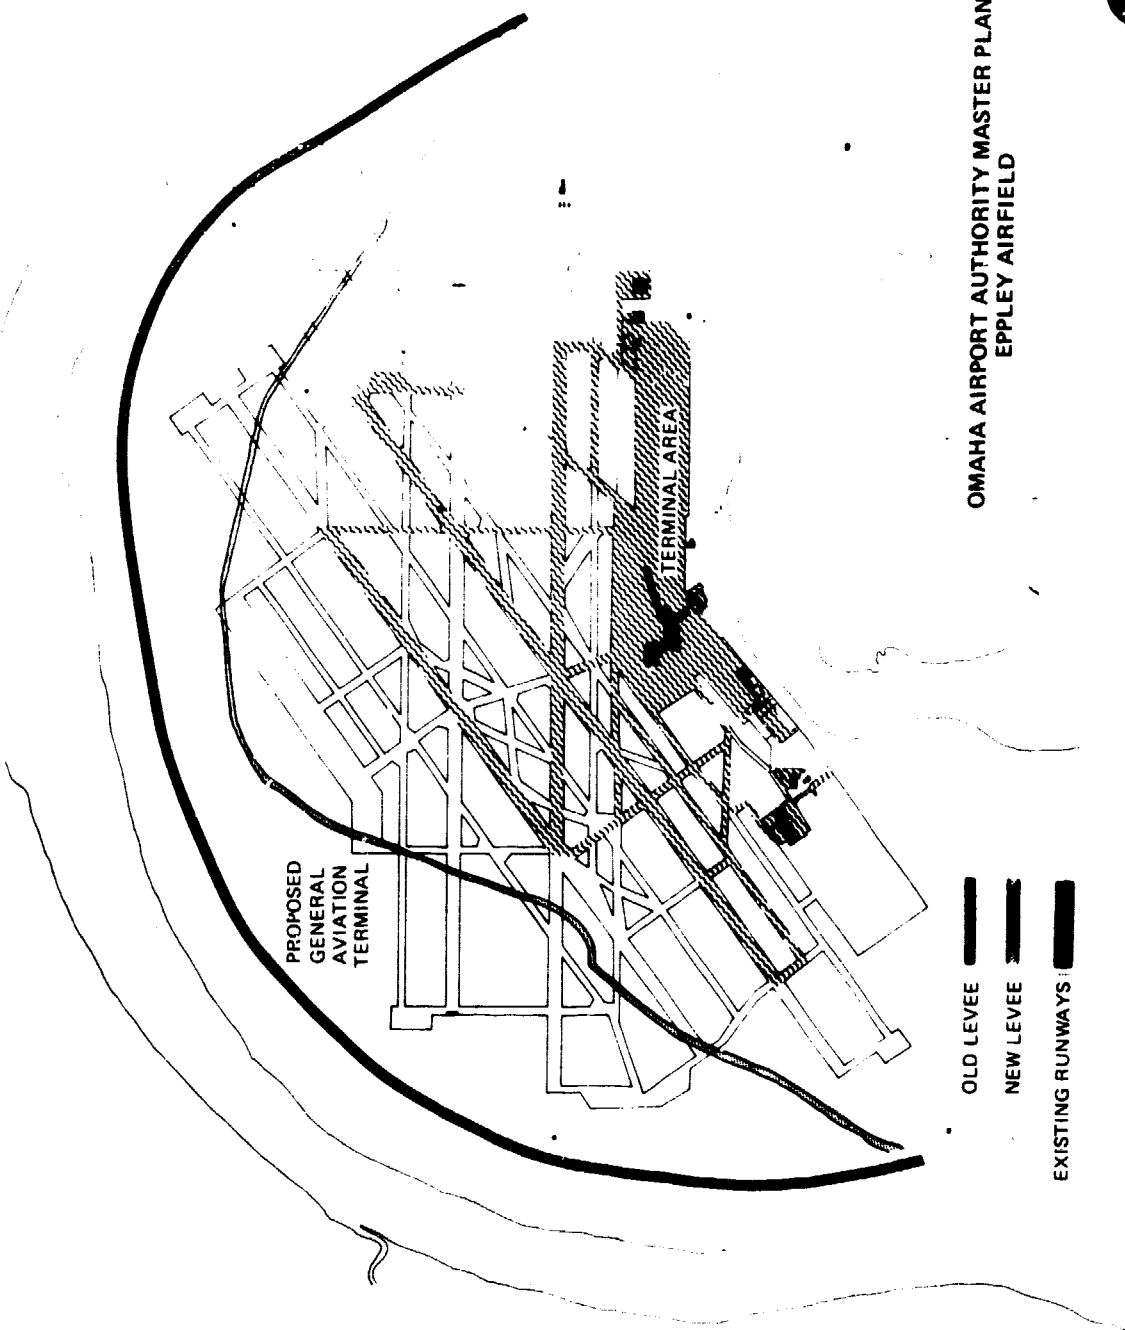 PROPOSED
GENERAL
AVIATION
TERMINAL
TERMINAL AREA
OLD LEVEE
NEW LEVEE
EXISTING RUNWAYS
OMAHA AIRPORT AUTHORITY MASTER PLAN
EPPLEY AIRFIELD